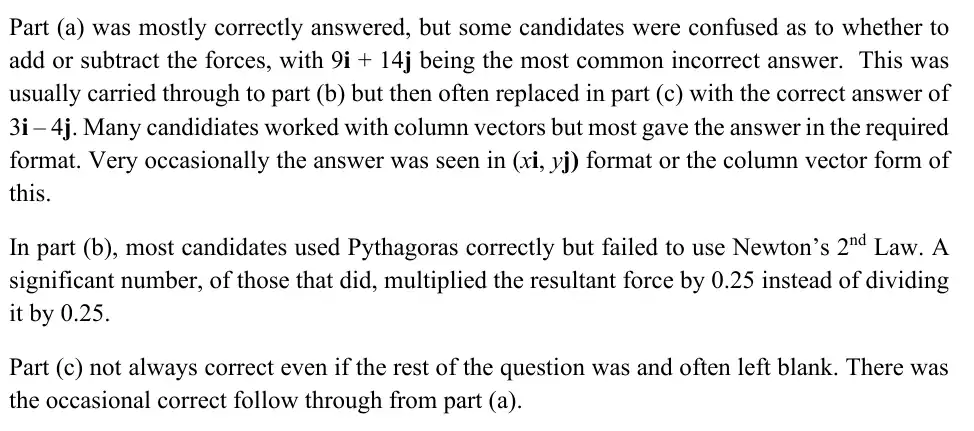 Part (a) was mostly correctly answered, but some candidates were confused as to whether to
add or subtract the forces, with 9i + 14j being the most common incorrect answer. This was
usually carried through to part (b) but then often replaced in part (c) with the correct answer of
3i – 4j. Many candidiates worked with column vectors but most gave the answer in the required
format. Very occasionally the answer was seen in (xi, yj) format or the column vector form of
this.
In part (b), most candidates used Pythagoras correctly but failed to use Newton’s 2nd Law. A
significant number, of those that did, multiplied the resultant force by 0.25 instead of dividing
it by 0.25.
Part (c) not always correct even if the rest of the question was and often left blank. There was
the occasional correct follow through from part (a).